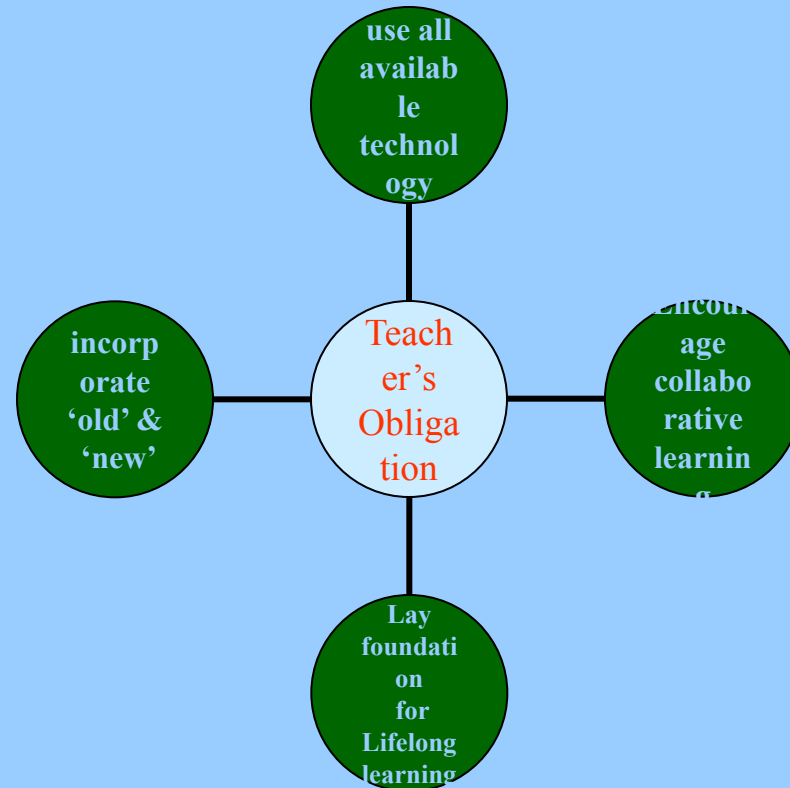 use all
availab
le
technol
ogy
incorp
orate
‘old’ &
‘new’
Teach
er’s
Obliga
tion
Encour
age
collabo
rative
learnin
g
Lay
foundati
on
for
Lifelong
learning